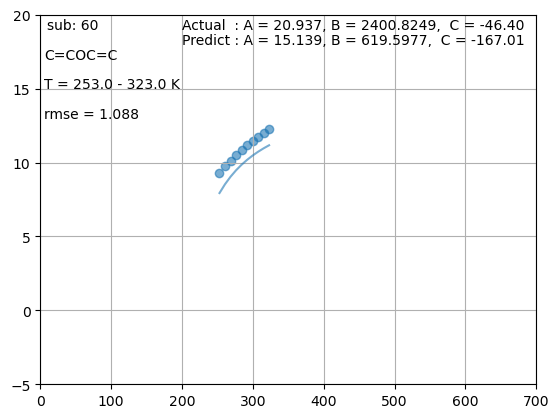 sub: 60
Actual : A = 20.937, B = 2400.8249, C = -46.40
Predict : A = 15.139, B = 619.5977, C = -167.01
C=COC=C
T = 253.0 - 323.0 K
rmse = 1.088
20
15
10
5
0
−5
0 100 200 300 400 500 600 700